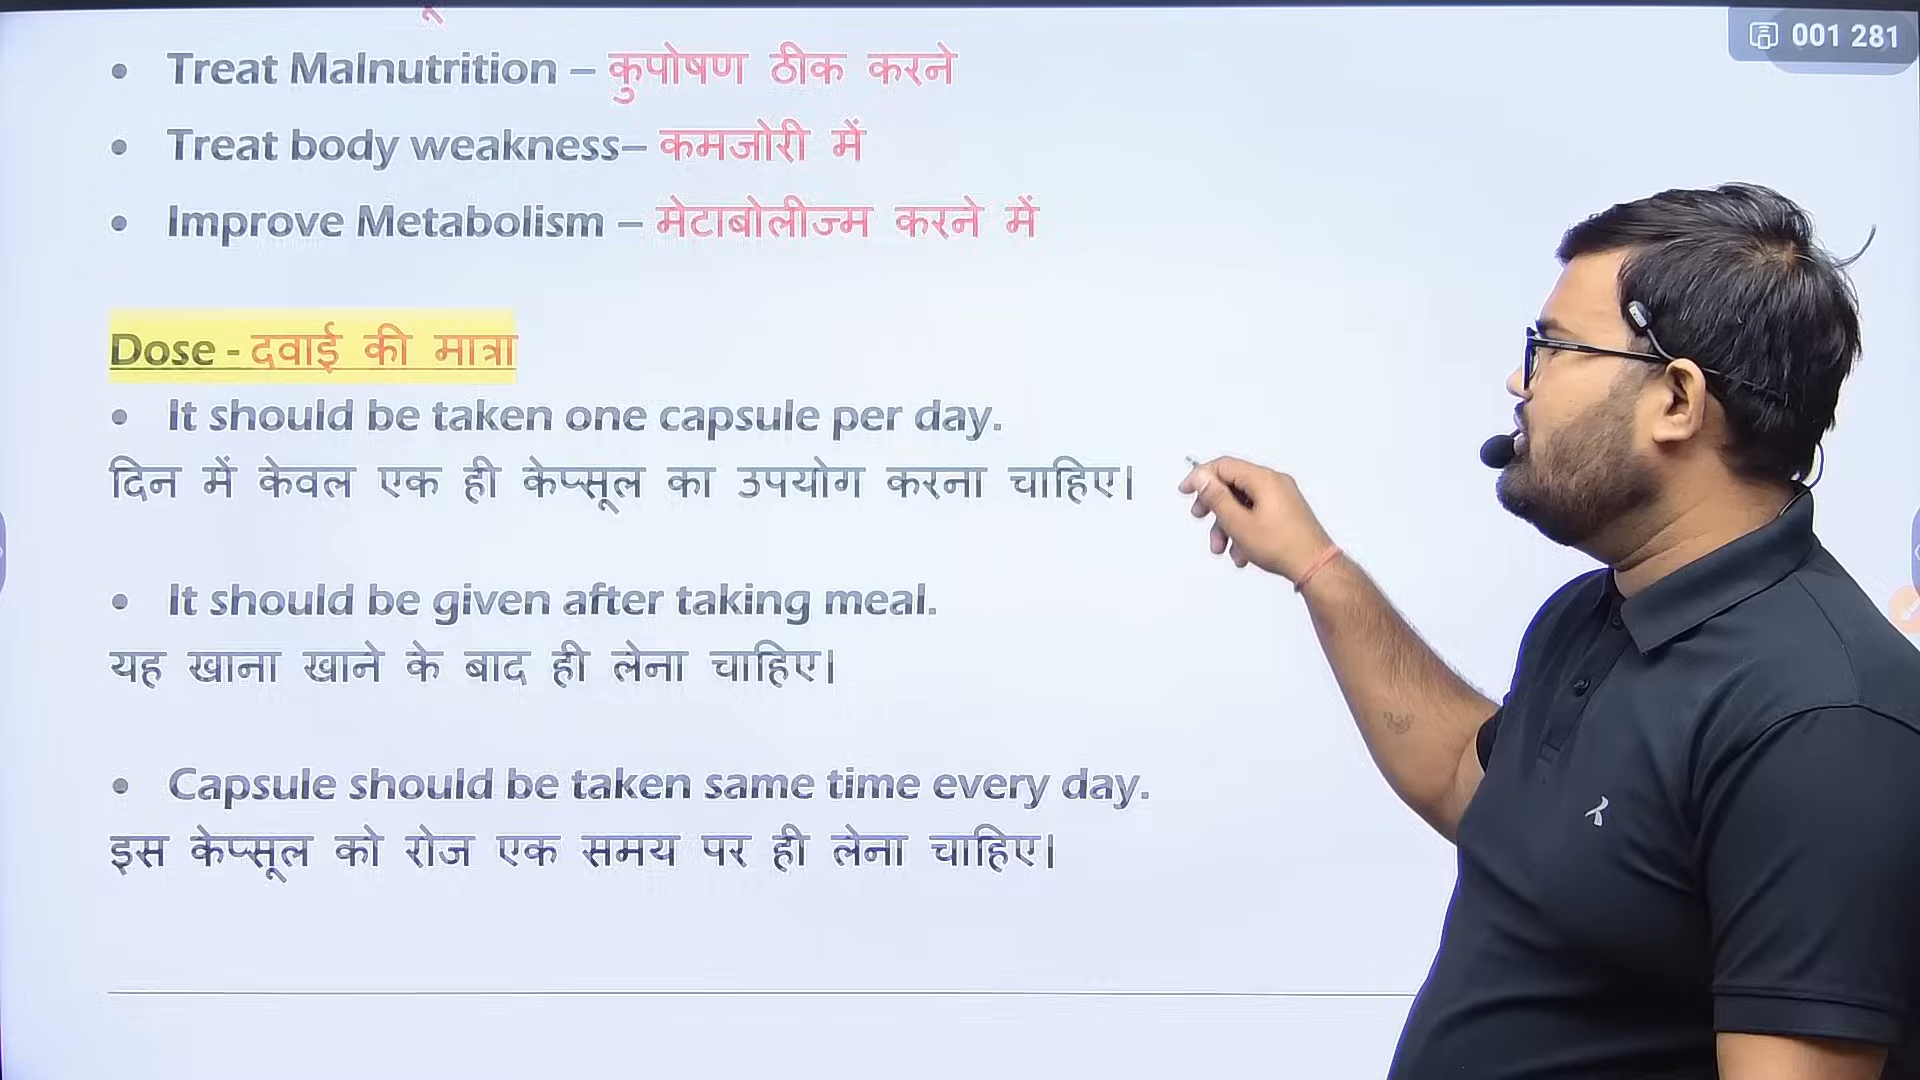 001 281
• Treat Malnutrition – कुपोषण ठीक करने
• Treat body weakness– कमजोरी में
• Improve Metabolism – मेटाबोलीज्म करने में
Dose - दवाई की मात्रा
• It should be taken one capsule per day.
दिन में केवल एक ही केप्सूल का उपयोग करना चाहिए।
• It should be given after taking meal.
यह खाना खाने के बाद ही लेना चाहिए।
• Capsule should be taken same time every day.
इस केप्सूल को रोज एक समय पर ही लेना चाहिए।